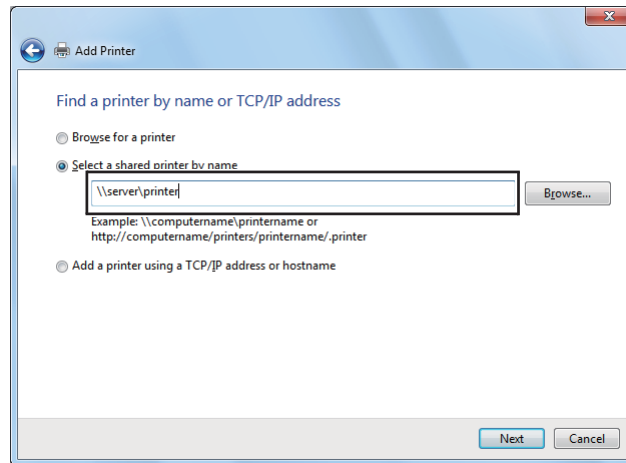 Add Printer
Find a printer by name or TCP/IP address
Browse for a printer
Select a shared printer by name
\\server\printer
Browse...
Example: \\computername\printername or
http://computername/printers/printername/.printer
Add a printer using a TCP/IP address or hostname
Next
Cancel